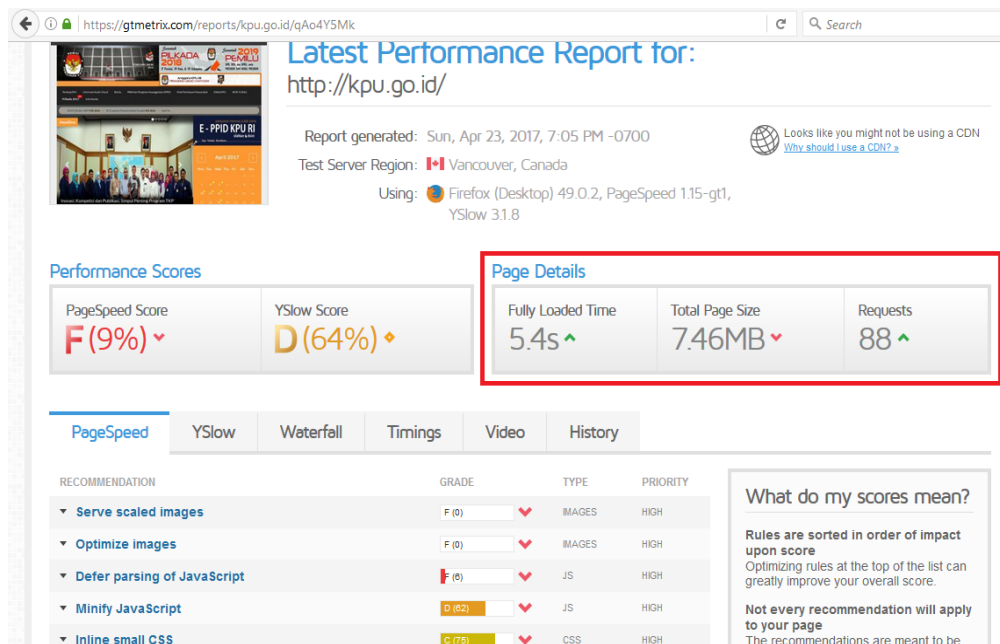 https://gtmetrix.com/reports/kpu.go.id/qAo4Y5Mk
Search
PILKADA 2018
PEMILU 2019
E - PPID KPU RI
April 2017
Latest Performance Report for:
http://kpu.go.id/
Report generated: Sun, Apr 23, 2017, 7:05 PM -0700
Test Server Region: Vancouver, Canada
Using: Firefox (Desktop) 49.0.2, PageSpeed 1.15-gt1,
YSlow 3.1.8
Looks like you might not be using a CDN
Why should I use a CDN? »
Performance Scores
PageSpeed Score
F (9%)
YSlow Score
D (64%)
Page Details
Fully Loaded Time
5.4s
Total Page Size
7.46MB
Requests
88
PageSpeed YSlow Waterfall Timings Video History
RECOMMENDATION GRADE TYPE PRIORITY
Serve scaled images F (0) IMAGES HIGH
Optimize images F (0) IMAGES HIGH
Defer parsing of JavaScript F (6) JS HIGH
Minify JavaScript D (62) JS HIGH
Inline small CSS C (75) CSS HIGH
What do my scores mean?
Rules are sorted in order of impact
upon score
Optimizing rules at the top of the list can
greatly improve your overall score.
Not every recommendation will apply
to your page
The recommendations are meant to be